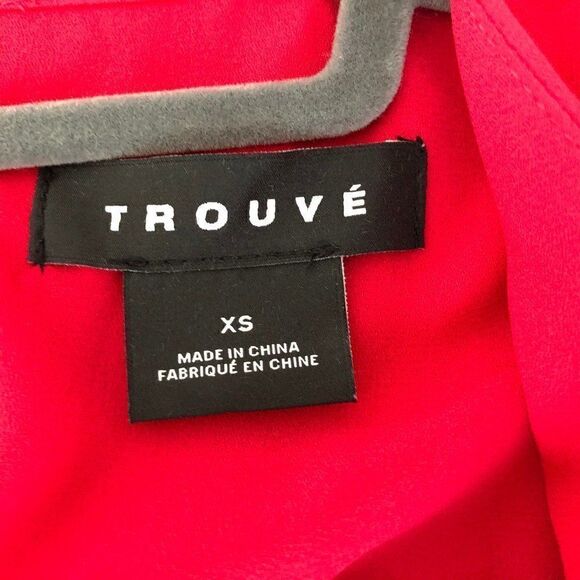 TROUVÉ
XS
MADE IN CHINA
FABRIQUÉ EN CHINE